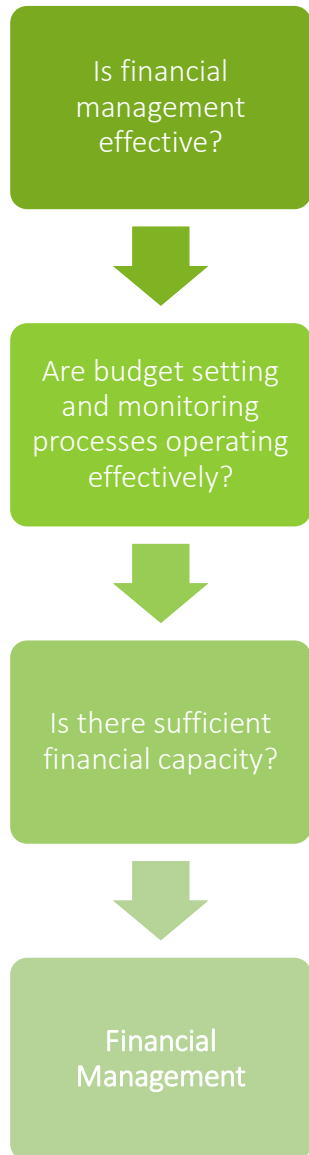 Is financial
management
effective?
Are budget setting
and monitoring
processes operating
effectively?
Is there sufficient
financial capacity?
Financial
Management